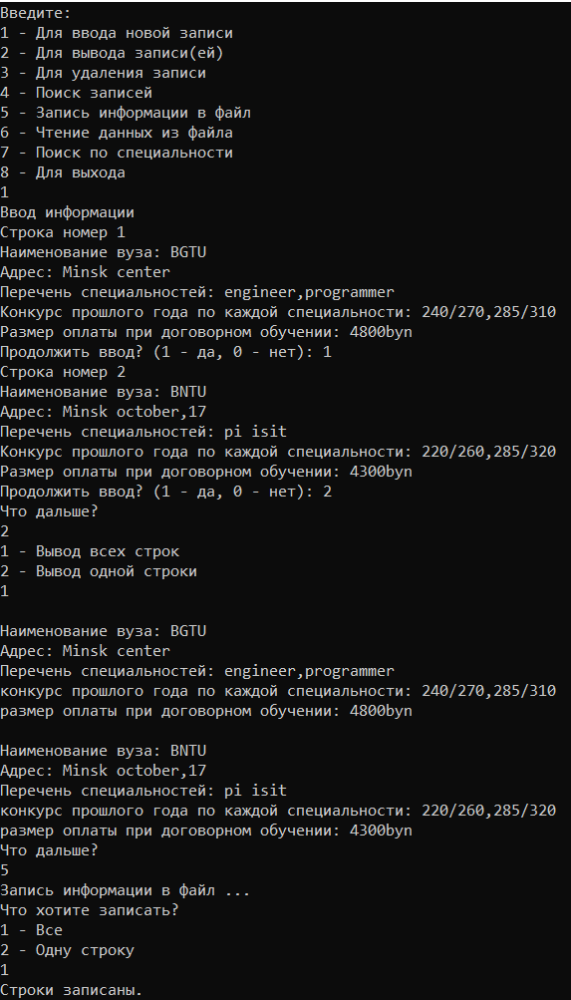 Введите:
1 - Для ввода новой записи
2 - Для вывода записи(ей)
3 - Для удаления записи
4 - Поиск записей
5 - Запись информации в файл
6 - Чтение данных из файла
7 - Поиск по специальности
8 - Для выхода
1
Ввод информации
Строка номер 1
Наименование вуза: BGTU
Адрес: Minsk center
Перечень специальностей: engineer,programmer
Конкурс прошлого года по каждой специальности: 240/270,285/310
Размер оплаты при договорном обучении: 4800byn
Продолжить ввод? (1 - да, 0 - нет): 1
Строка номер 2
Наименование вуза: BNTU
Адрес: Minsk october,17
Перечень специальностей: pi isit
Конкурс прошлого года по каждой специальности: 220/260,285/320
Размер оплаты при договорном обучении: 4300byn
Продолжить ввод? (1 - да, 0 - нет): 2
Что дальше?
2
1 - Вывод всех строк
2 - Вывод одной строки
1
Наименование вуза: BGTU
Адрес: Minsk center
Перечень специальностей: engineer,programmer
конкурс прошлого года по каждой специальности: 240/270,285/310
размер оплаты при договорном обучении: 4800byn
Наименование вуза: BNTU
Адрес: Minsk october,17
Перечень специальностей: pi isit
конкурс прошлого года по каждой специальности: 220/260,285/320
размер оплаты при договорном обучении: 4300byn
Что дальше?
5
Запись информации в файл ...
Что хотите записать?
1 - Все
2 - Одну строку
1
Строки записаны.